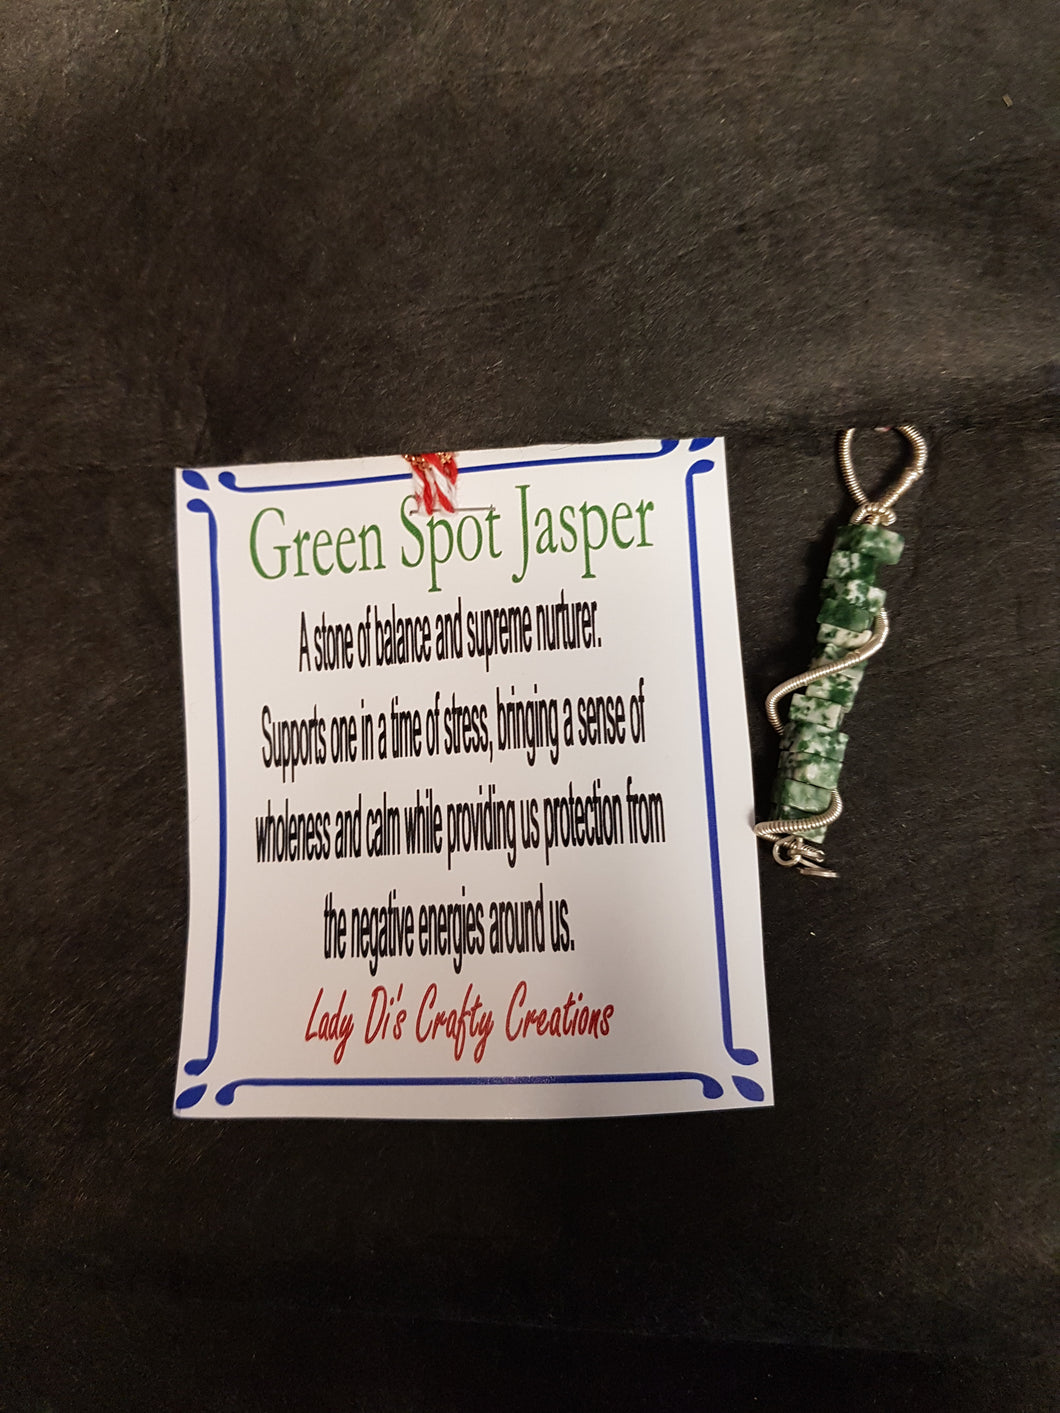 Green Spot Jasper
A stone of balance and supreme nurturer.
Supports one in a time of stress, bringing a sense of
wholeness and calm while providing us protection from
the negative energies around us.
Lady Di's Crafty Creations